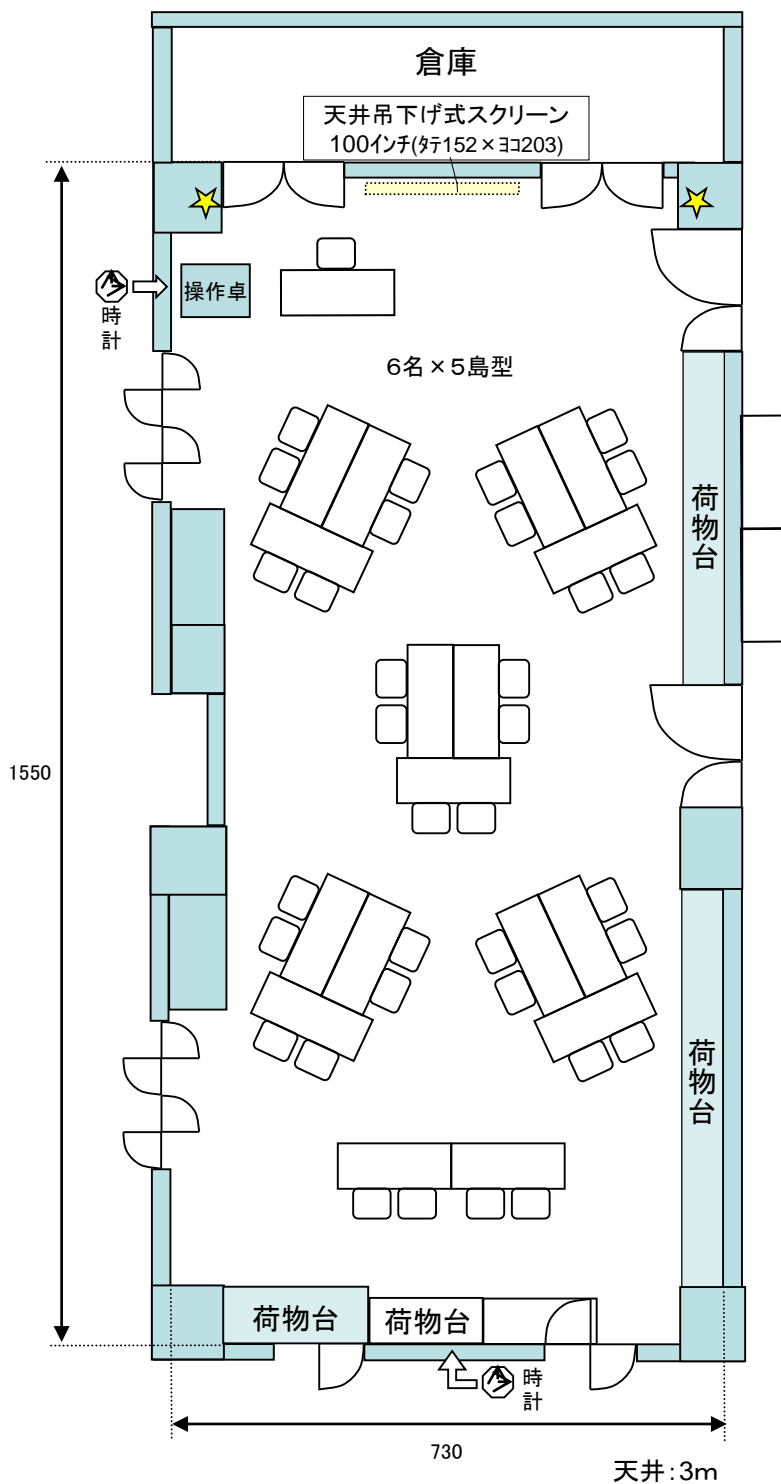 倉庫
天井吊下げ式スクリーン
100インチ(ﾀﾃ152×ﾖｺ203)
操作卓
時計
6名×5島型
荷物台
1550
荷物台
荷物台
荷物台
時計
730
天井:3m